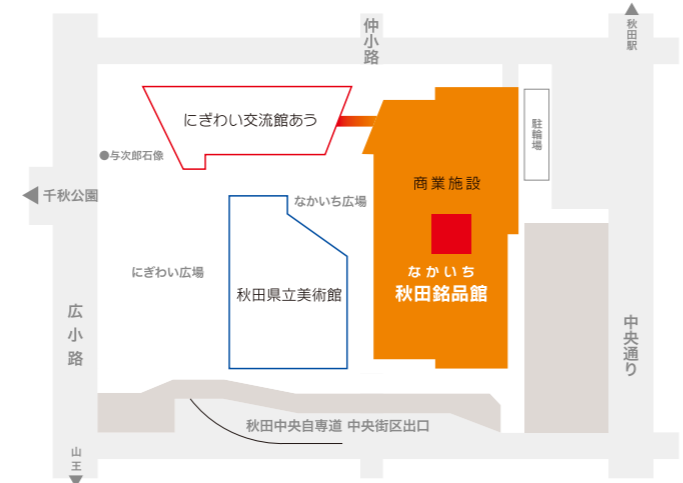 仲小路
秋田駅
にぎわい交流館あう
駐輪場
●与次郎石像
商業施設
千秋公園
なかいち広場
にぎわい広場
なかいち
秋田銘品館
秋田県立美術館
広小路
中央通り
秋田中央自専道 中央街区出口
山王